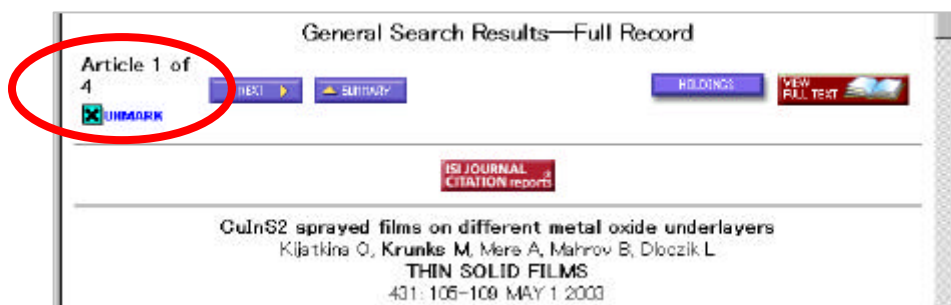 General Search Results—Full Record
Article 1 of
4
NEXT
SUMMARY
HOLDINGS
VIEW
FULL TEXT
UNMARK
ISI JOURNAL
CITATION reports
CuInS2 sprayed films on different metal oxide underlayers
Kijatkina O, Krunks M, Mere A, Mahrov B, Dloczik L
THIN SOLID FILMS
431: 105-109 MAY 1 2003